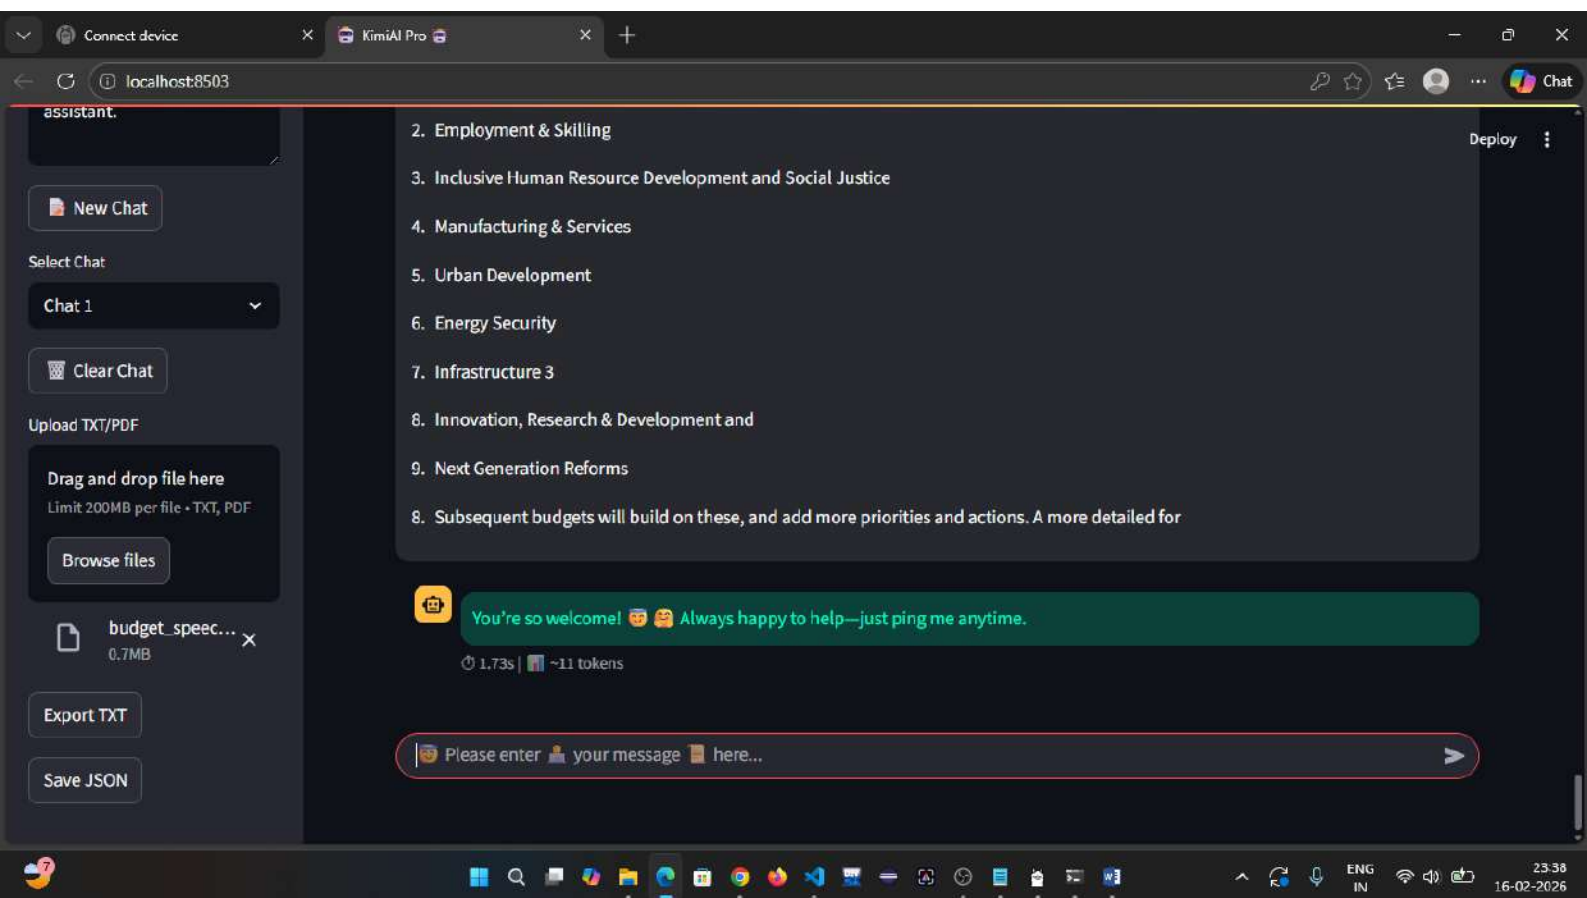 Connect device
KimiAI Pro
localhost:8503
Chat
assistant.
New Chat
Select Chat
Chat 1
Clear Chat
Upload TXT/PDF
Drag and drop file here
Limit 200MB per file • TXT, PDF
Browse files
budget_speec...
0.7MB
Export TXT
Save JSON
Deploy
2. Employment & Skilling
3. Inclusive Human Resource Development and Social Justice
4. Manufacturing & Services
5. Urban Development
6. Energy Security
7. Infrastructure 3
8. Innovation, Research & Development and
9. Next Generation Reforms
8. Subsequent budgets will build on these, and add more priorities and actions. A more detailed for
You're so welcome! 😇 🤗 Always happy to help—just ping me anytime.
1.73s | ~11 tokens
Please enter your message here...
7
ENG
IN
23:38
16-02-2026